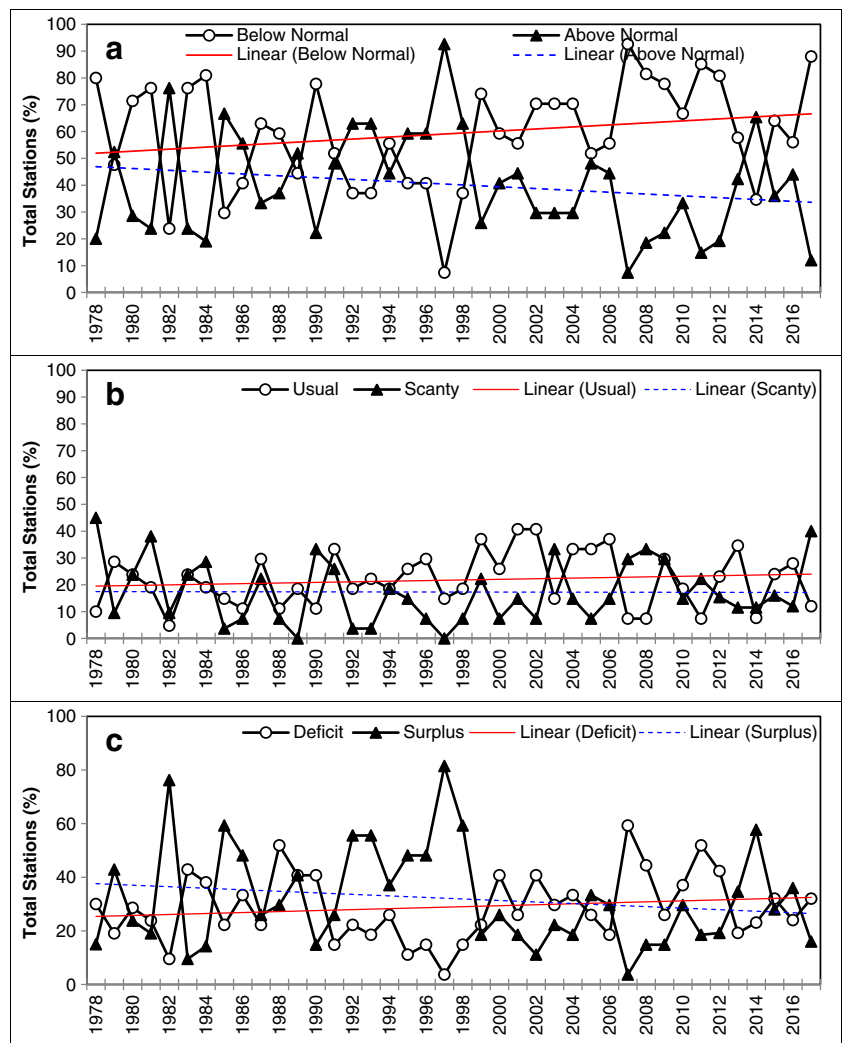 a
Below Normal
Above Normal
Linear (Below Normal)
Linear (Above Normal)
Total Stations (%)
100
90
80
70
60
50
40
30
20
10
0
1978 1980 1982 1984 1986 1988 1990 1992 1994 1996 1998 2000 2002 2004 2006 2008 2010 2012 2014 2016
b
Usual Scanty Linear (Usual) Linear (Scanty)
Total Stations (%)
100
90
80
70
60
50
40
30
20
10
0
1978 1980 1982 1984 1986 1988 1990 1992 1994 1996 1998 2000 2002 2004 2006 2008 2010 2012 2014 2016
c
Deficit Surplus Linear (Deficit) Linear (Surplus)
Total Stations (%)
100
80
60
40
20
0
1978 1980 1982 1984 1986 1988 1990 1992 1994 1996 1998 2000 2002 2004 2006 2008 2010 2012 2014 2016